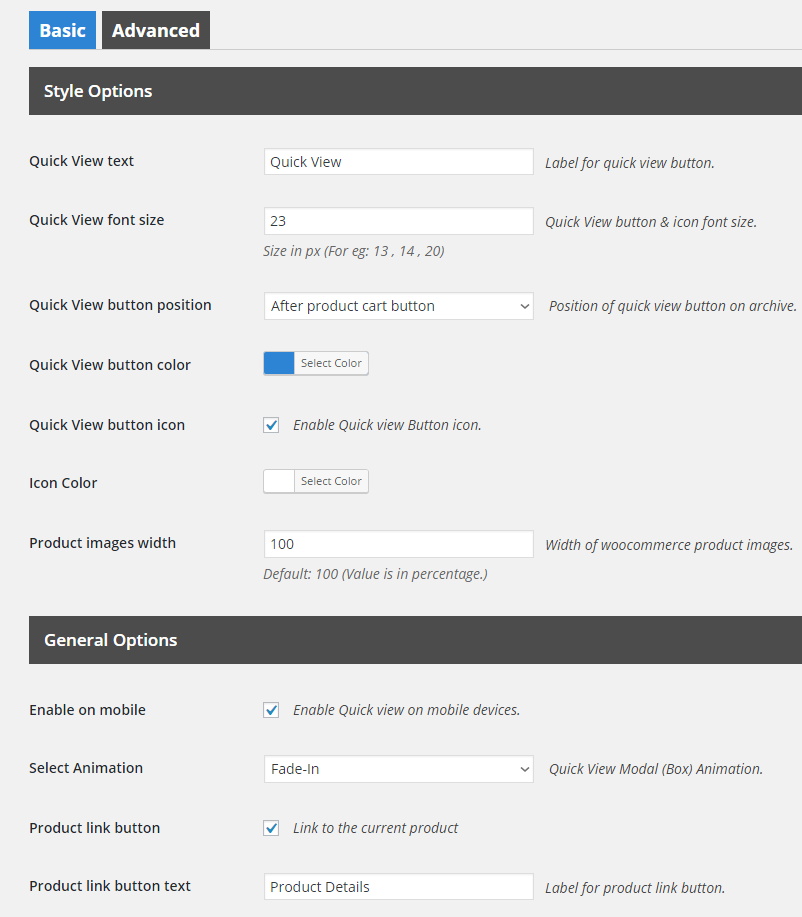 Basic Advanced
Style Options
Quick View text Quick View Label for quick view button.
Quick View font size 23 Quick View button & icon font size.
Size in px (For eg: 13 , 14 , 20)
Quick View button position After product cart button Position of quick view button on archive.
Quick View button color Select Color
Quick View button icon Enable Quick view Button icon.
Icon Color Select Color
Product images width 100 Width of woocommerce product images.
Default: 100 (Value is in percentage.)
General Options
Enable on mobile Enable Quick view on mobile devices.
Select Animation Fade-In Quick View Modal (Box) Animation.
Product link button Link to the current product
Product link button text Product Details Label for product link button.